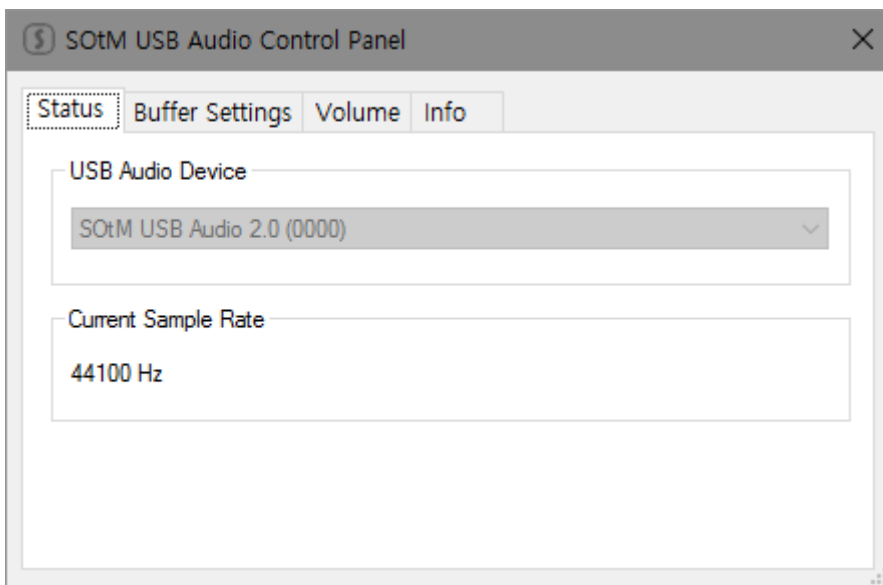 SOtM USB Audio Control Panel
Status Buffer Settings Volume Info
USB Audio Device
SOtM USB Audio 2.0 (0000)
Current Sample Rate
44100 Hz